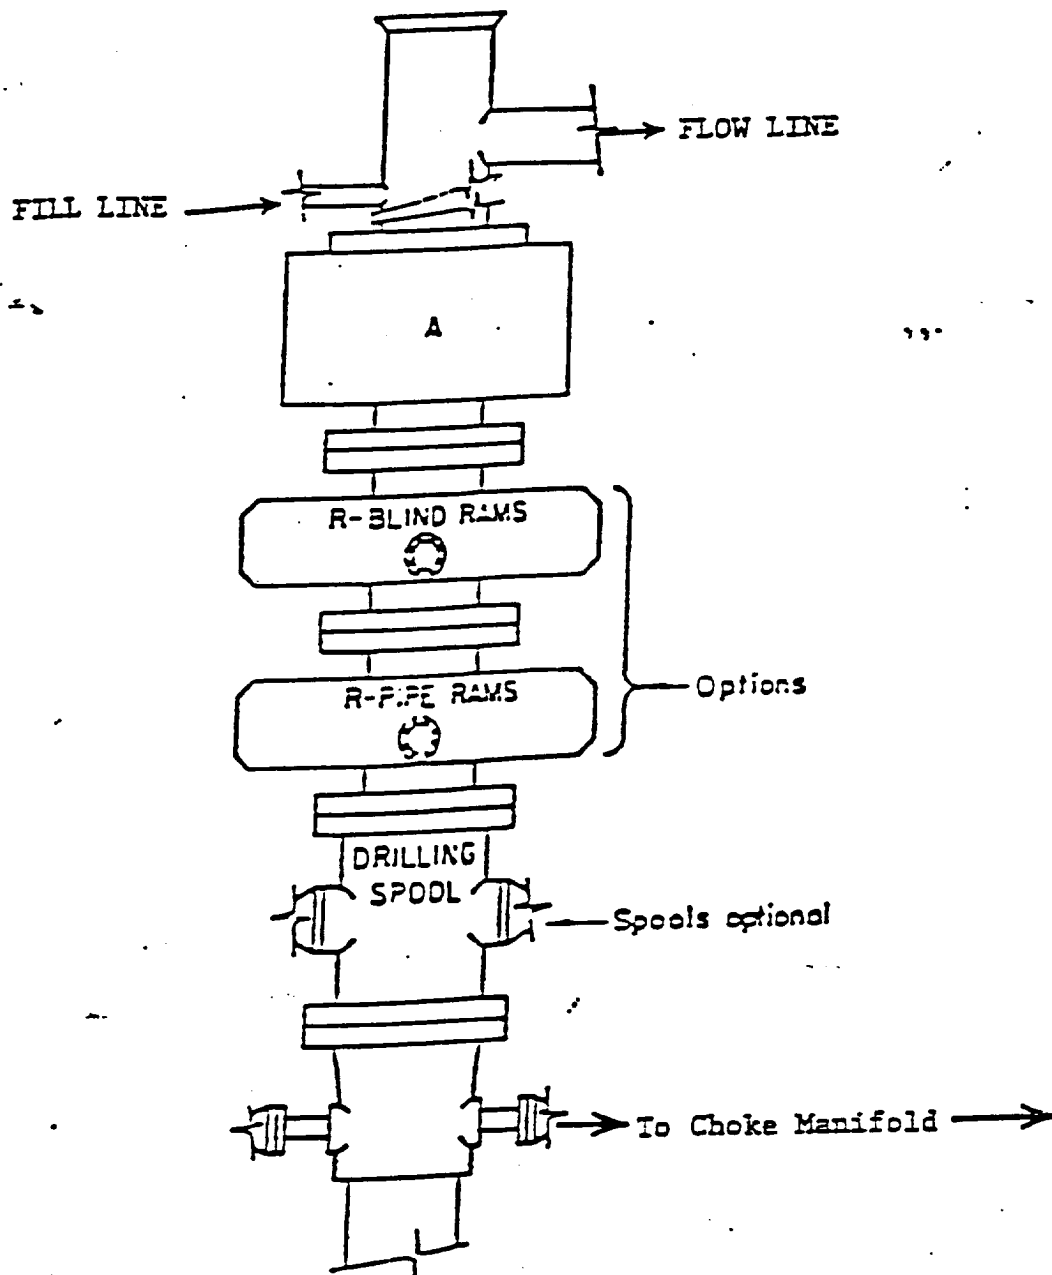 FLOW LINE
FILL LINE
A
R-BLIND RAMS
R-PIPE RAMS
Options
DRILLING
SPOOL
Spools optional
To Choke Manifold